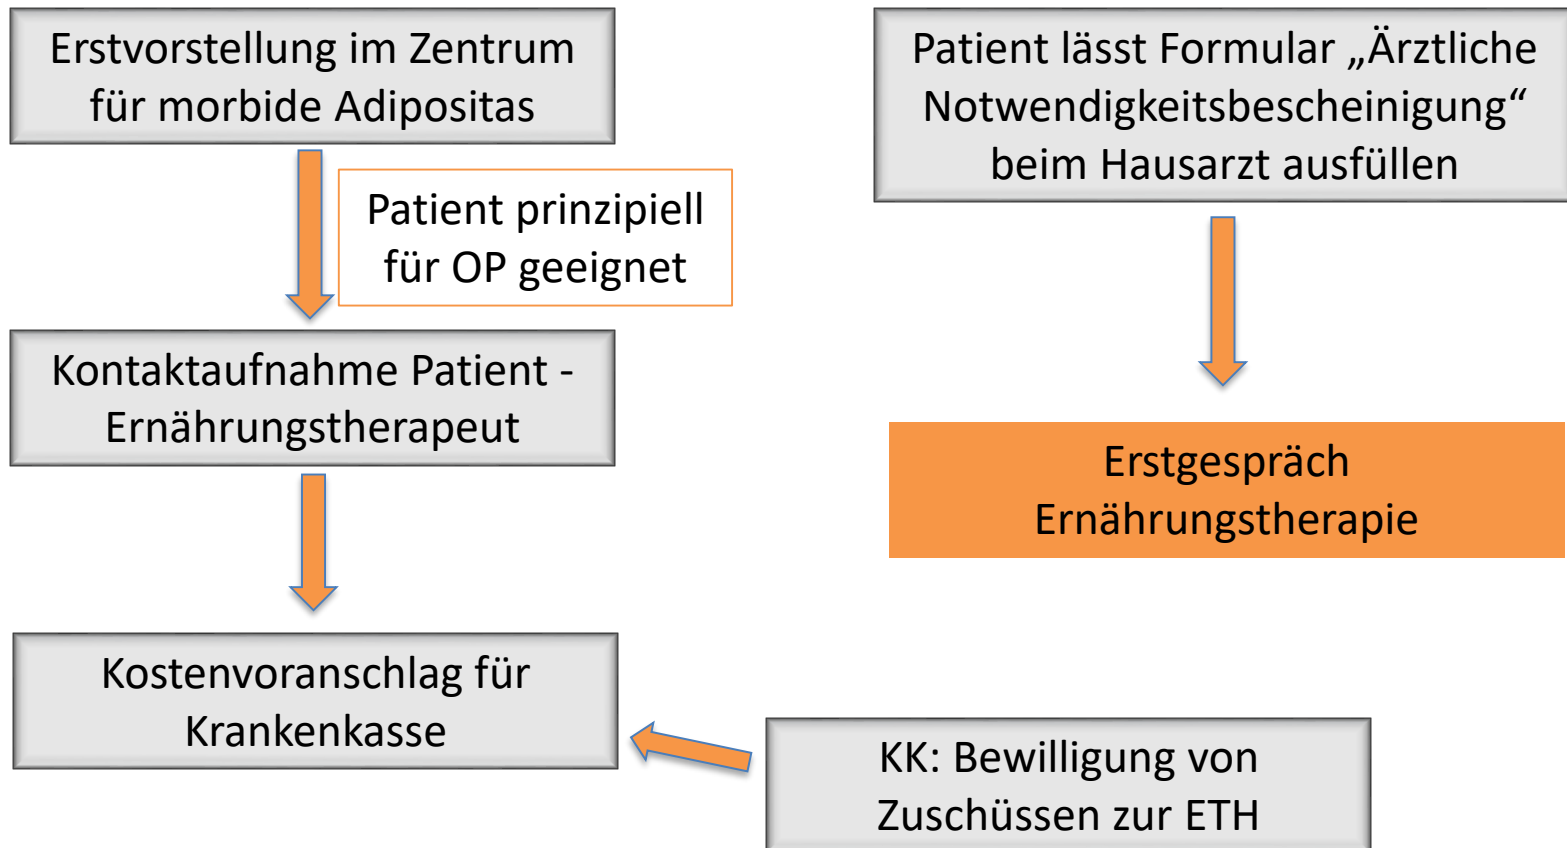 Erstvorstellung im Zentrum
für morbide Adipositas
Patient prinzipiell
für OP geeignet
Kontaktaufnahme Patient -
Ernährungstherapeut
Kostenvoranschlag für
Krankenkasse
KK: Bewilligung von
Zuschüssen zur ETH
Patient lässt Formular „Ärztliche
Notwendigkeitsbescheinigung“
beim Hausarzt ausfüllen
Erstgespräch
Ernährungstherapie